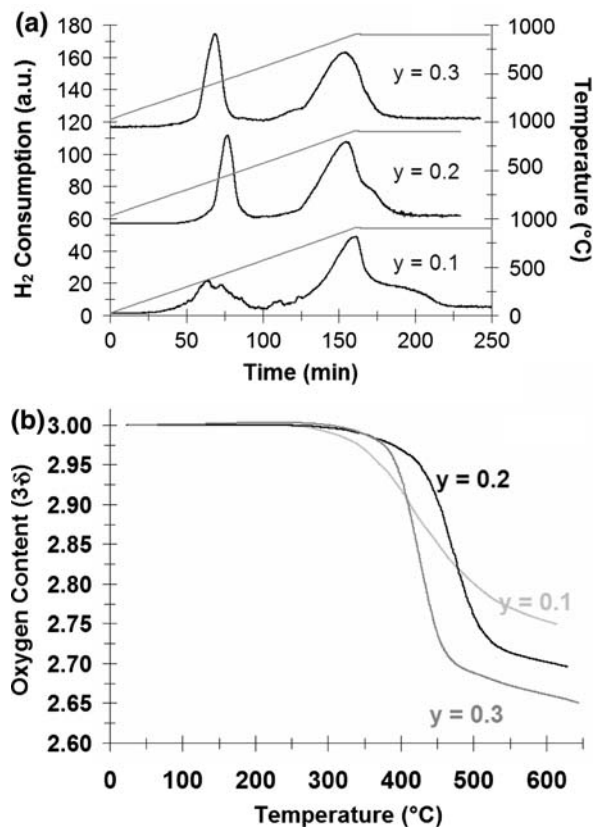 (a)
H₂ Consumption (a.u.)
180
160
140
120
100
80
60
40
20
0
y = 0.3
y = 0.2
y = 0.1
1000
500
1000
500
1000
500
0
Temperature (°C)
0 50 100 150 200 250
Time (min)
(b)
Oxygen Content (3δ)
3.00
2.95
2.90
2.85
2.80
2.75
2.70
2.65
2.60
y = 0.2
y = 0.1
y = 0.3
0 100 200 300 400 500 600
Temperature (°C)